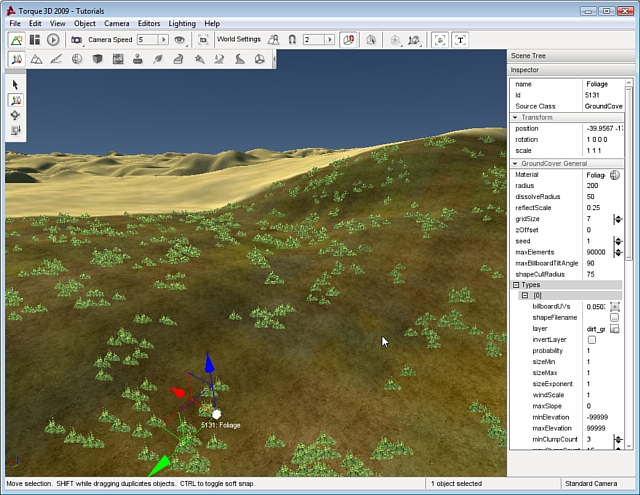 Torque 3D 2009 - Tutorials
File Edit View Object Camera Editors Lighting Help
Camera Speed 5 World Settings 2
T
Scene Tree
Inspector
name Foliage
Id 5131
Source Class GroundCove
Transform
position -39.9567 -1
rotation 1 0 0 0
scale 1 1 1
GroundCover General
Material Foliag
radius 200
dissolveRadius 50
reflectScale 0.25
gridSize 7
zOffset 0
seed 1
maxElements 90000
maxBillboardTiltAngle 90
shapeCullRadius 75
Types
[0]
billboardUVs 0.050
shapeFilename
layer dirt_g
invertLayer
probability 1
sizeMin 1
sizeMax 1
sizeExponent 1
windScale 1
maxSlope 0
minElevation -99999
maxElevation 99999
minClumpCount 3
5131: Foliage
Move selection. SHIFT while dragging duplicates objects. CTRL to toggle soft snap.
1 object selected
Standard Camera